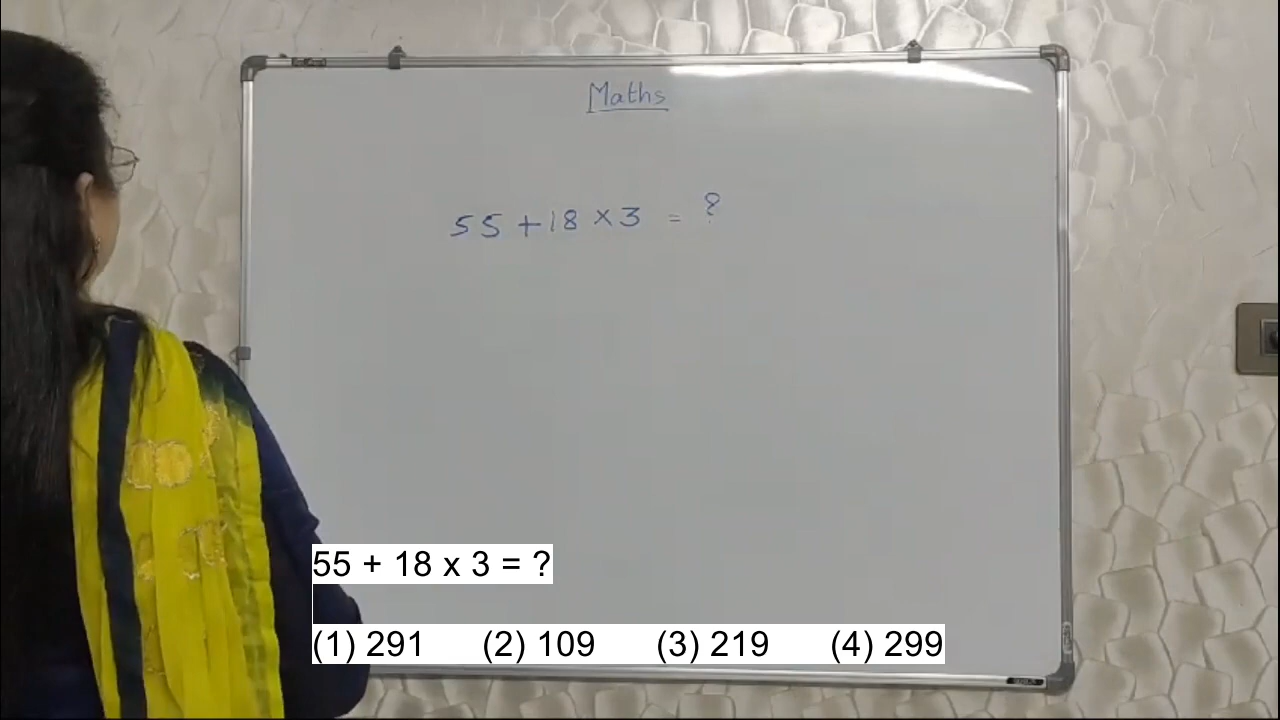 Maths
55 + 18 × 3 = ?
55 + 18 x 3 = ?
(1) 291 (2) 109 (3) 219 (4) 299